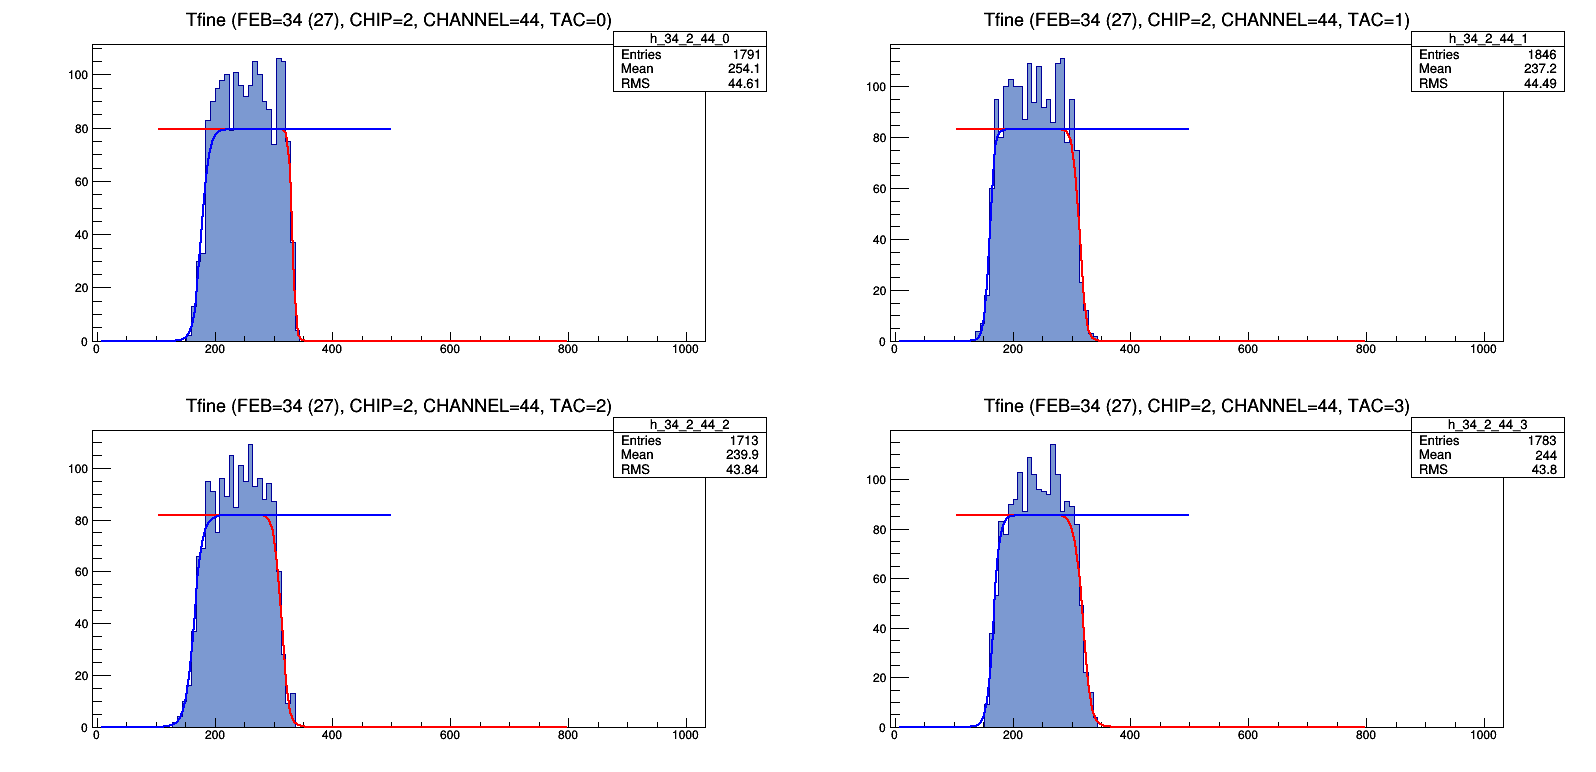 Tfine (FEB=34 (27), CHIP=2, CHANNEL=44, TAC=0)
h_34_2_44_0
Entries 1791
Mean 254.1
RMS 44.61
100
80
60
40
20
0
0 200 400 600 800 1000
Tfine (FEB=34 (27), CHIP=2, CHANNEL=44, TAC=1)
h_34_2_44_1
Entries 1846
Mean 237.2
RMS 44.49
100
80
60
40
20
0
0 200 400 600 800 1000
Tfine (FEB=34 (27), CHIP=2, CHANNEL=44, TAC=2)
h_34_2_44_2
Entries 1713
Mean 239.9
RMS 43.84
100
80
60
40
20
0
0 200 400 600 800 1000
Tfine (FEB=34 (27), CHIP=2, CHANNEL=44, TAC=3)
h_34_2_44_3
Entries 1783
Mean 244
RMS 43.8
100
80
60
40
20
0
0 200 400 600 800 1000